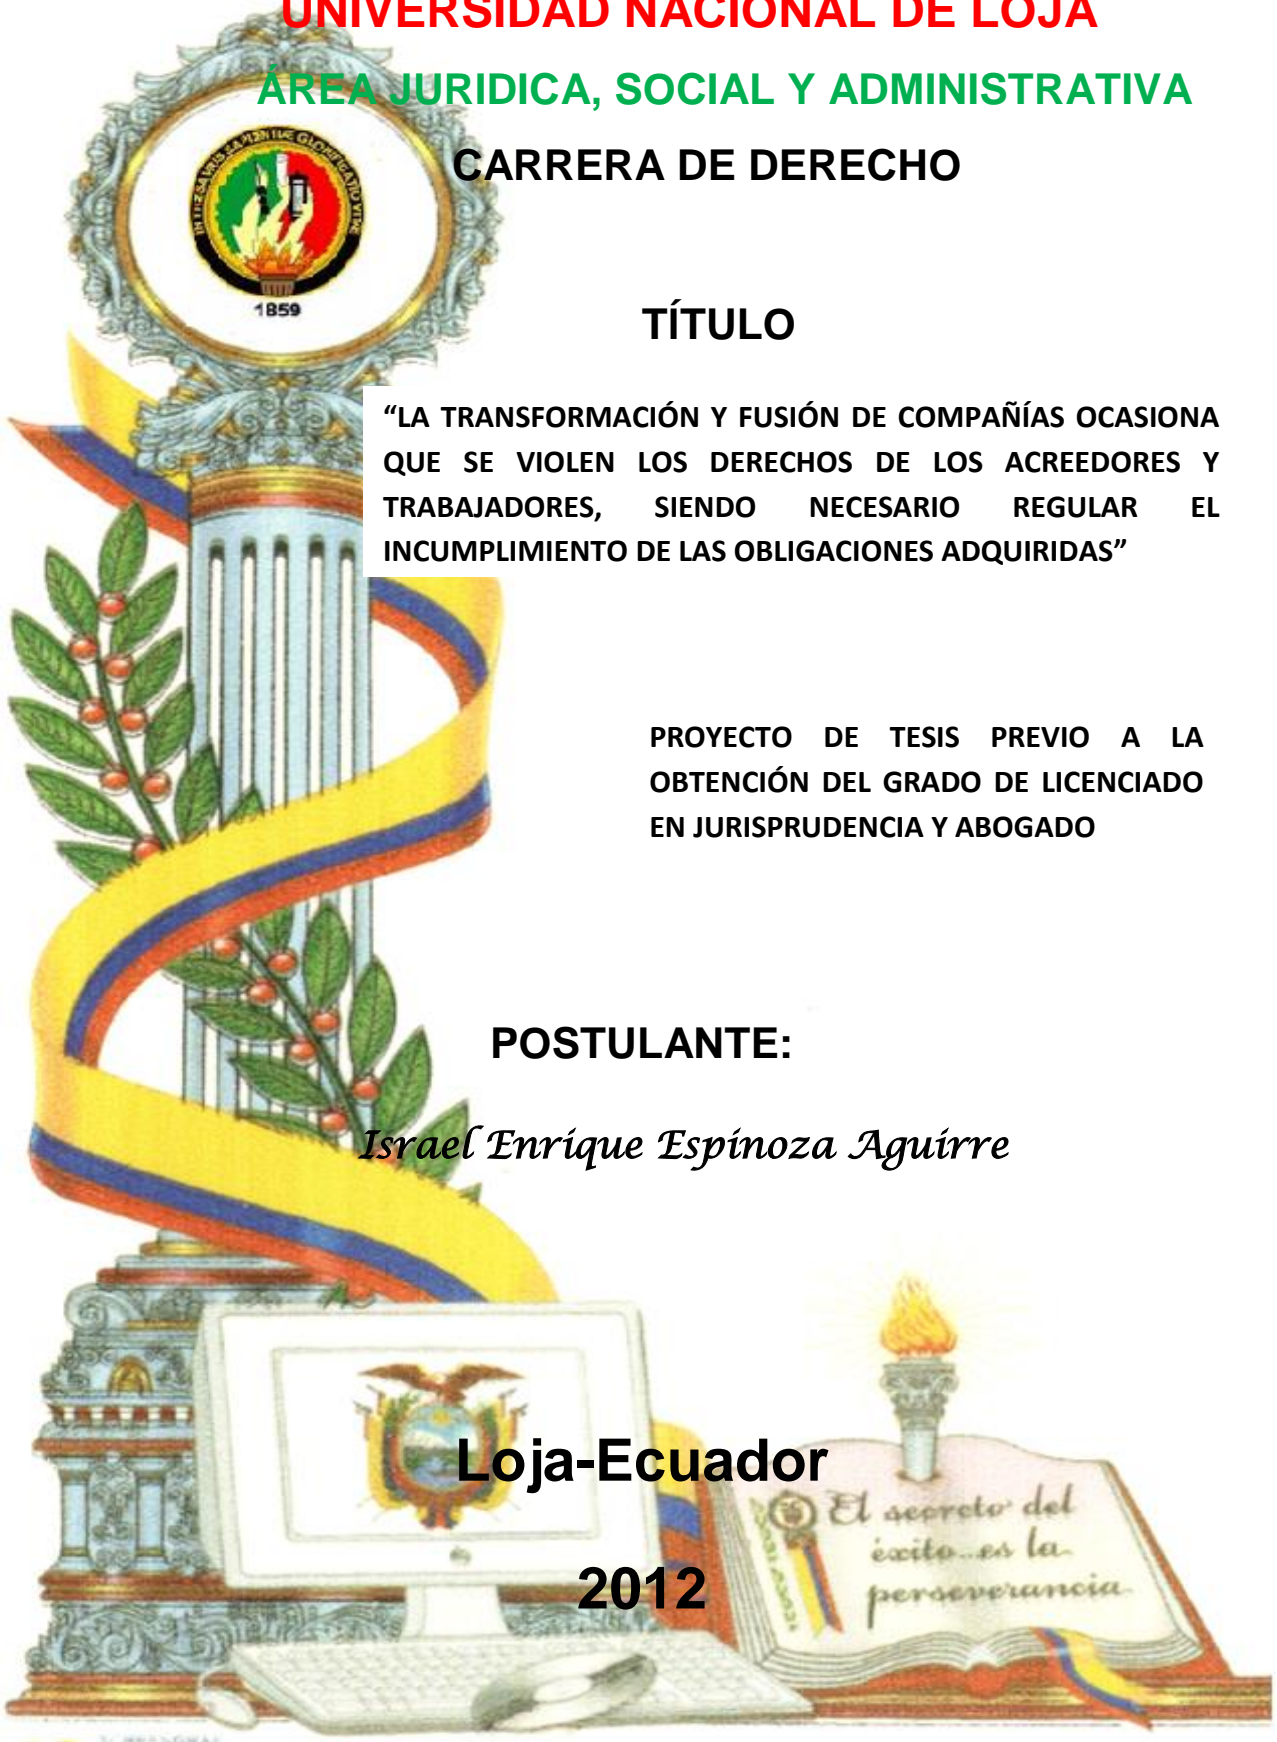 UNIVERSIDAD NACIONAL DE LOJA
ÁREA JURIDICA, SOCIAL Y ADMINISTRATIVA
CARRERA DE DERECHO
1859
TÍTULO
“LA TRANSFORMACIÓN Y FUSIÓN DE COMPAÑÍAS OCASIONA
QUE SE VIOLEN LOS DERECHOS DE LOS ACREEDORES Y
TRABAJADORES, SIENDO NECESARIO REGULAR EL
INCUMPLIMIENTO DE LAS OBLIGACIONES ADQUIRIDAS”
PROYECTO DE TESIS PREVIO A LA
OBTENCIÓN DEL GRADO DE LICENCIADO
EN JURISPRUDENCIA Y ABOGADO
POSTULANTE:
Israel Enrique Espinoza Aguirre
Loja-Ecuador
2012
El secreto del
éxito es la
perseverancia